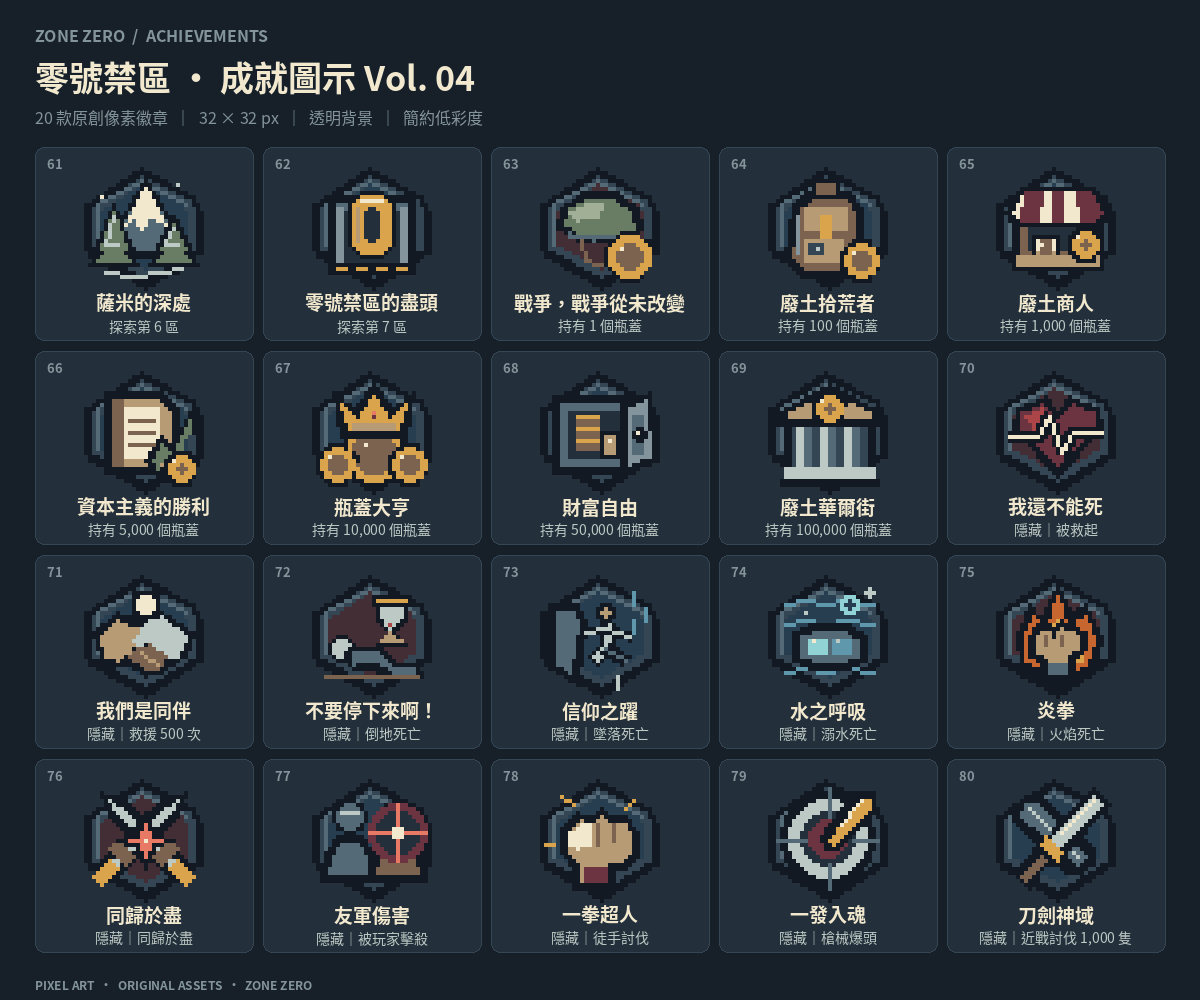 ZONE ZERO / ACHIEVEMENTS
零號禁區 · 成就圖示 Vol. 04
20 款原創像素徽章 ｜ 32 × 32 px ｜ 透明背景 ｜ 簡約低彩度
61
薩米的深處
探索第 6 區
62
零號禁區的盡頭
探索第 7 區
63
戰爭，戰爭從未改變
持有 1 個瓶蓋
64
廢土拾荒者
持有 100 個瓶蓋
65
廢土商人
持有 1,000 個瓶蓋
66
資本主義的勝利
持有 5,000 個瓶蓋
67
瓶蓋大亨
持有 10,000 個瓶蓋
68
財富自由
持有 50,000 個瓶蓋
69
廢土華爾街
持有 100,000 個瓶蓋
70
我還不能死
隱藏｜被救起
71
我們是同伴
隱藏｜救援 500 次
72
不要停下來啊！
隱藏｜倒地死亡
73
信仰之躍
隱藏｜墜落死亡
74
水之呼吸
隱藏｜溺水死亡
75
炎拳
隱藏｜火焰死亡
76
同歸於盡
隱藏｜同歸於盡
77
友軍傷害
隱藏｜被玩家擊殺
78
一拳超人
隱藏｜徒手討伐
79
一發入魂
隱藏｜槍械爆頭
80
刀劍神域
隱藏｜近戰討伐 1,000 隻
PIXEL ART · ORIGINAL ASSETS · ZONE ZERO